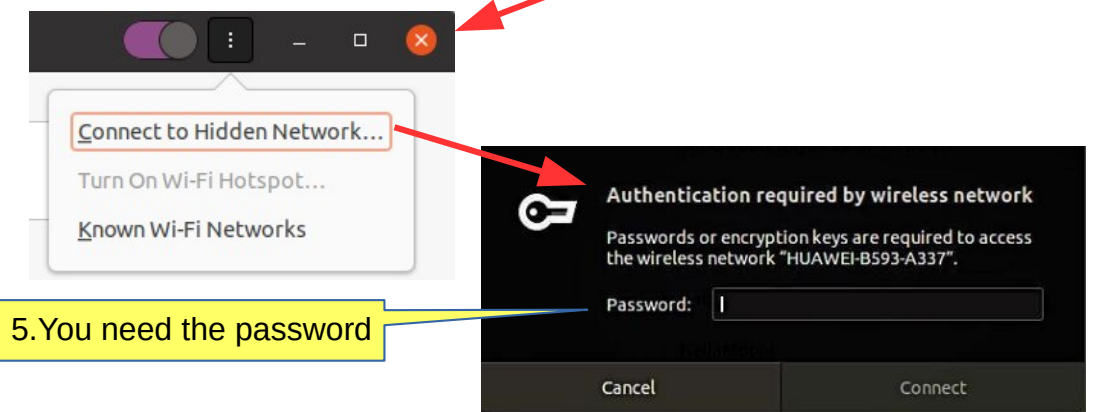 Connect to Hidden Network...
Turn On Wi-Fi Hotspot...
Known Wi-Fi Networks
Authentication required by wireless network
Passwords or encryption keys are required to access
the wireless network "HUAWEI-B593-A337".
Password:
5.You need the password
Cancel
Connect